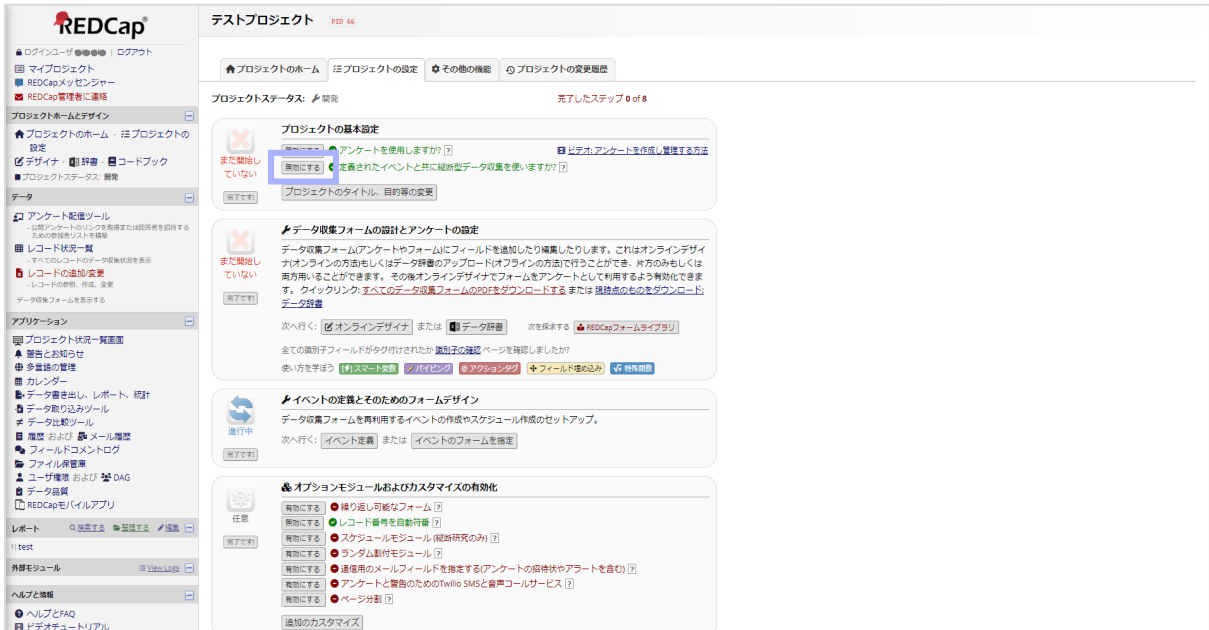 REDCap
ログインユーザ | ログアウト
マイプロジェクト
REDCapメッセンジャー
REDCap管理者に連絡
プロジェクトホームとデザイン
プロジェクトのホーム · プロジェクトの
設定
デザイナ · 辞書 · コードブック
プロジェクトステータス: 開発
データ
アンケート配信ツール
- 公開アンケートのリンクを取得または回答者を招待する
ための参加者リストを構築
レコード状況一覧
- すべてのレコードのデータ収集状況を表示
レコードの追加/変更
- レコードの参照、作成、変更
データ収集フォームを表示する
アプリケーション
プロジェクト状況一覧画面
警告とお知らせ
多言語の管理
カレンダー
データ書き出し、レポート、統計
データ取り込みツール
データ比較ツール
履歴 および メール履歴
フィールドコメントログ
ファイル保管庫
ユーザ権限 および DAG
データ品質
REDCapモバイルアプリ
レポート 検索する 整理する 編集
1) test
外部モジュール View Logs
ヘルプと情報
ヘルプとFAQ
ビデオチュートリアル
テストプロジェクト PID 66
プロジェクトのホーム プロジェクトの設定 その他の機能 プロジェクトの変更履歴
プロジェクトステータス: 開発 完了したステップ 0 of 8
プロジェクトの基本設定
まだ開始し
ていない
完了です!
無効にする アンケートを使用しますか? ? ビデオ: アンケートを作成し管理する方法
無効にする 定義されたイベントと共に縦断型データ収集を使いますか? ?
プロジェクトのタイトル、目的等の変更
データ収集フォームの設計とアンケートの設定
まだ開始し
ていない
完了です!
データ収集フォーム(アンケートやフォーム)にフィールドを追加したり編集したりします。これはオンラインデザイ
ナ(オンラインの方法)もしくはデータ辞書のアップロード(オフラインの方法)で行うことができ、片方のみもしくは
両方用いることができます。 その後オンラインデザイナでフォームをアンケートとして利用するよう有効化できま
す。 クイックリンク: すべてのデータ収集フォームのPDFをダウンロードする または 現時点のものをダウンロード:
データ辞書
次へ行く: オンラインデザイナ または データ辞書 次を探求する REDCapフォームライブラリ
全ての識別子フィールドがタグ付けされたか 識別子の確認 ページを確認しましたか?
使い方を学ぼう [⚡]スマート変数 パイピング @アクションタグ フィールド埋め込み 特殊関数
イベントの定義とそのためのフォームデザイン
進行中
完了です!
データ収集フォームを再利用するイベントの作成やスケジュール作成のセットアップ。
次へ行く: イベント定義 または イベントのフォームを指定
オプションモジュールおよびカスタマイズの有効化
任意
完了です!
有効にする 繰り返し可能なフォーム ?
無効にする レコード番号を自動付番 ?
有効にする スケジュールモジュール (縦断研究のみ) ?
有効にする ランダム割付モジュール ?
有効にする 通信用のメールフィールドを指定する(アンケートの招待状やアラートを含む) ?
有効にする アンケートと警告のためのTwilio SMSと音声コールサービス ?
有効にする ページ分割 ?
追加のカスタマイズ